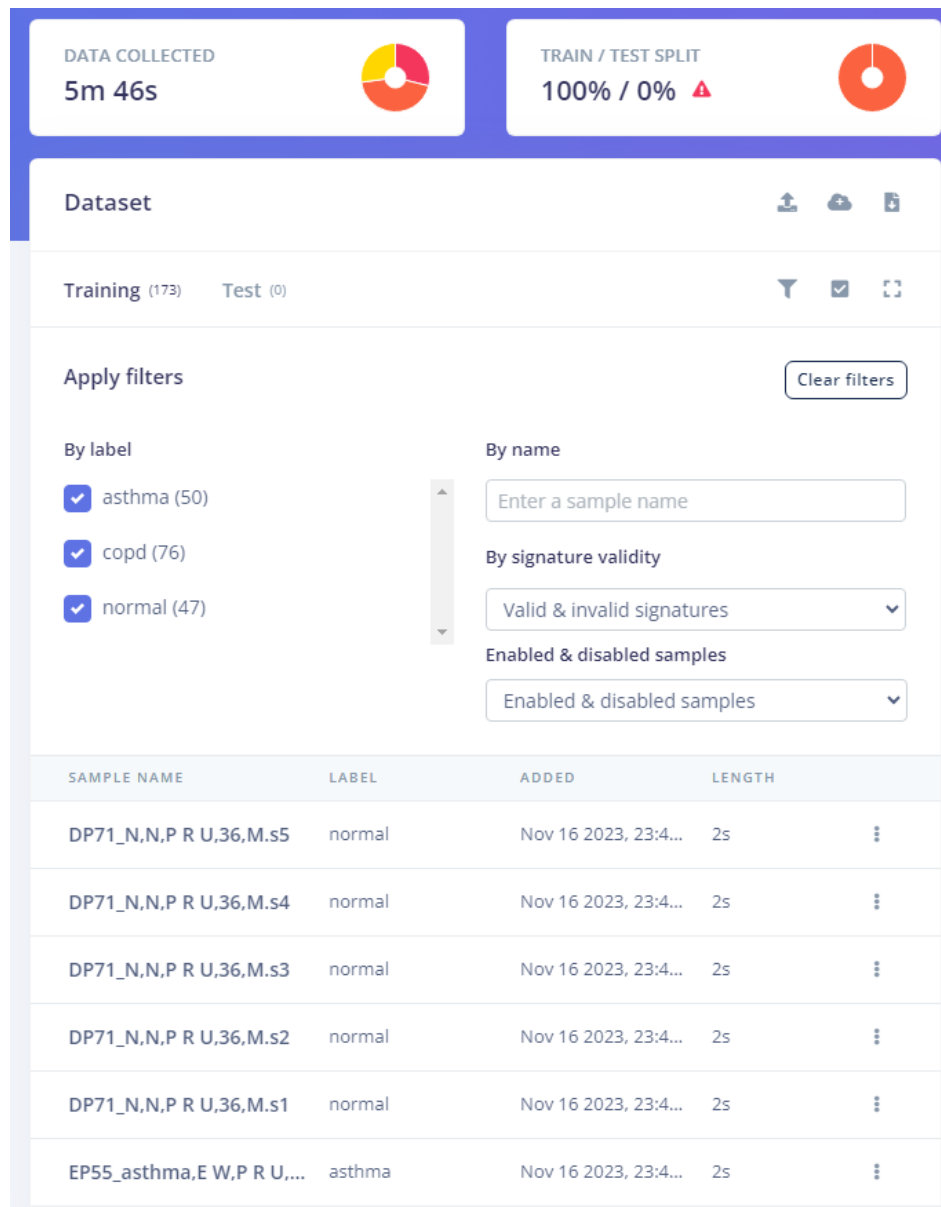 DATA COLLECTED
5m 46s
TRAIN / TEST SPLIT
100% / 0%
Dataset
Training (173) Test (0)
Apply filters
Clear filters
By label
asthma (50)
copd (76)
normal (47)
By name
Enter a sample name
By signature validity
Valid & invalid signatures
Enabled & disabled samples
Enabled & disabled samples
SAMPLE NAME LABEL ADDED LENGTH
DP71_N,N,P R U,36,M.s5 normal Nov 16 2023, 23:4... 2s
DP71_N,N,P R U,36,M.s4 normal Nov 16 2023, 23:4... 2s
DP71_N,N,P R U,36,M.s3 normal Nov 16 2023, 23:4... 2s
DP71_N,N,P R U,36,M.s2 normal Nov 16 2023, 23:4... 2s
DP71_N,N,P R U,36,M.s1 normal Nov 16 2023, 23:4... 2s
EP55_asthma,E W,P R U,... asthma Nov 16 2023, 23:4... 2s